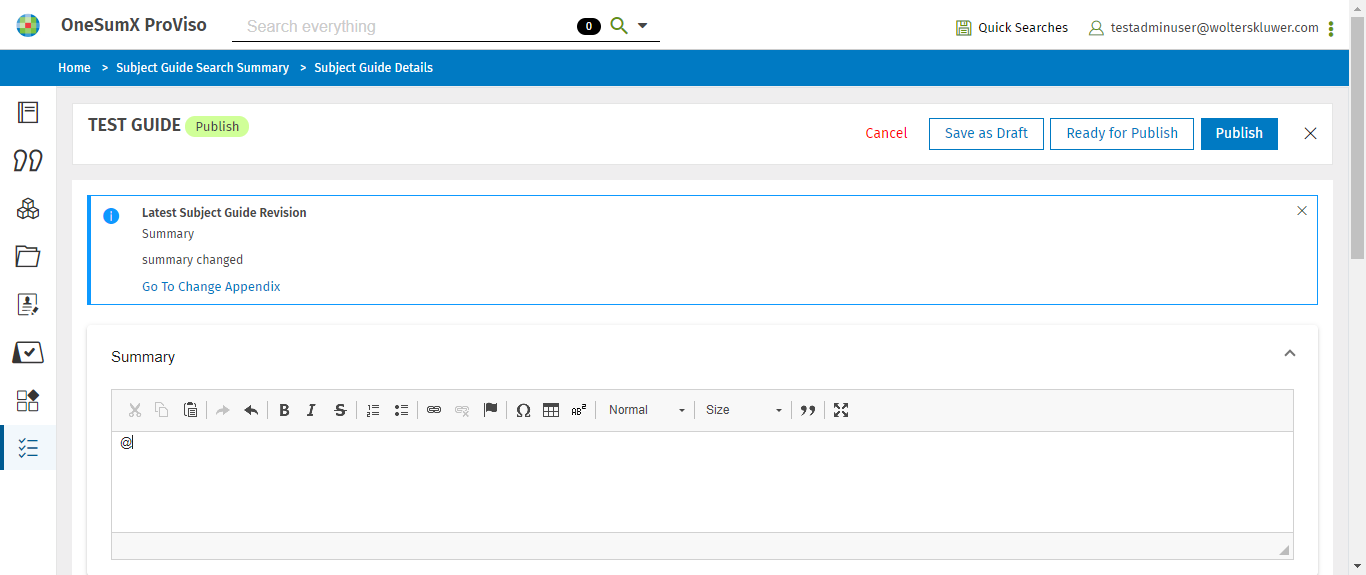 OneSumX ProViso
Search everything
0
Quick Searches
testadminuser@wolterskluwer.com
Home > Subject Guide Search Summary > Subject Guide Details
TEST GUIDE
Publish
Cancel
Save as Draft
Ready for Publish
Publish
Latest Subject Guide Revision
Summary
summary changed
Go To Change Appendix
Summary
Normal
Size
@